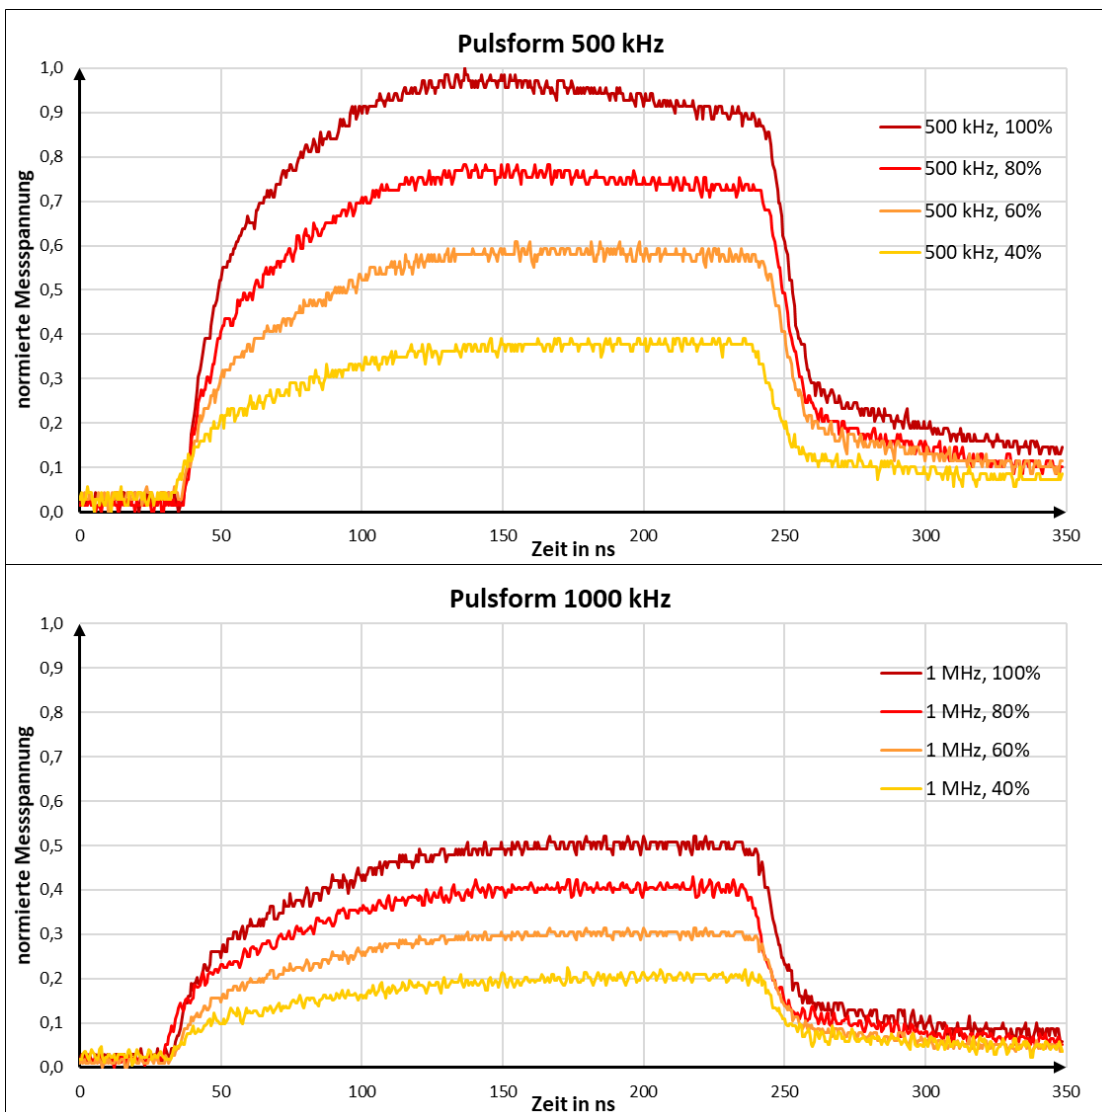 Pulsform 500 kHz
1,0
0,9
0,8
0,7
0,6
0,5
0,4
0,3
0,2
0,1
0,0
normierte Messspannung
500 kHz, 100%
500 kHz, 80%
500 kHz, 60%
500 kHz, 40%
0 50 100 150 200 250 300 350
Zeit in ns
Pulsform 1000 kHz
1,0
0,9
0,8
0,7
0,6
0,5
0,4
0,3
0,2
0,1
0,0
normierte Messspannung
1 MHz, 100%
1 MHz, 80%
1 MHz, 60%
1 MHz, 40%
0 50 100 150 200 250 300 350
Zeit in ns